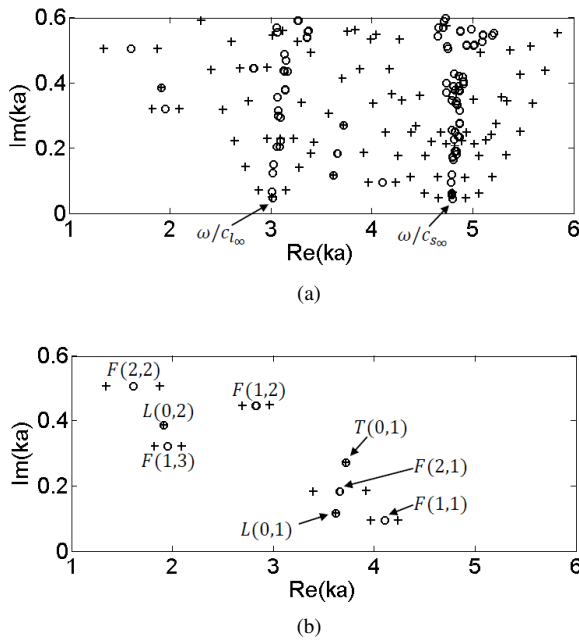 0.6
0.4
0.2
0
Im(ka)
1 2 3 4 5 6
ω/c_{l∞} ω/c_{s∞}
Re(ka)
(a)
0.6
0.4
0.2
0
Im(ka)
F(2,2)
L(0,2)
F(1,3)
F(1,2)
T(0,1)
F(2,1)
L(0,1)
F(1,1)
1 2 3 4 5 6
Re(ka)
(b)